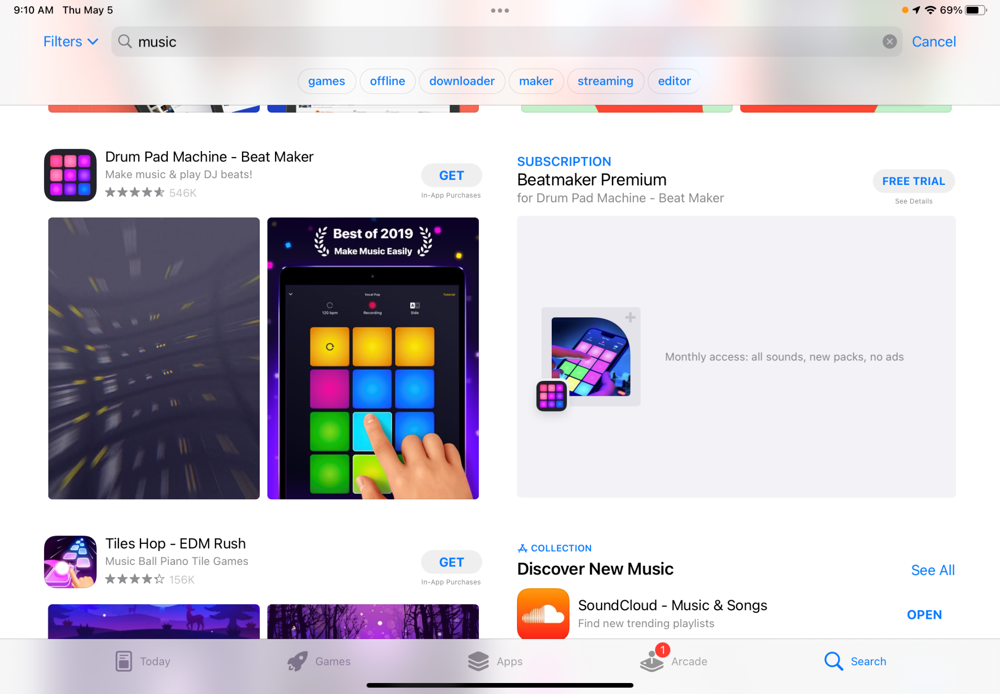 9:10 AM Thu May 5
69%
Filters
music
Cancel
games
offline
downloader
maker
streaming
editor
Drum Pad Machine - Beat Maker
Make music & play DJ beats!
546K
GET
In-App Purchases
SUBSCRIPTION
Beatmaker Premium
for Drum Pad Machine - Beat Maker
FREE TRIAL
See Details
Best of 2019
Make Music Easily
Vocal Pop
Tutorial
120 bpm
Recording
A B
Side
Monthly access: all sounds, new packs, no ads
Tiles Hop - EDM Rush
Music Ball Piano Tile Games
156K
GET
In-App Purchases
COLLECTION
Discover New Music
See All
SoundCloud - Music & Songs
Find new trending playlists
OPEN
Today
Games
Apps
1
Arcade
Search